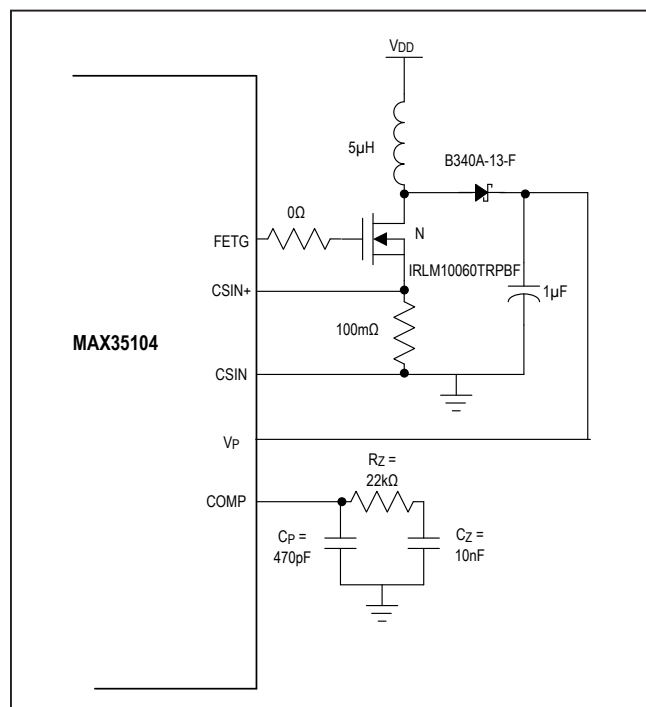 VDD
5µH
B340A-13-F
0Ω
FETG
N
IRLM10060TRPBF
CSIN+
1µF
100mΩ
MAX35104
CSIN
VP
RZ =
22kΩ
COMP
CP =
470pF
CZ =
10nF